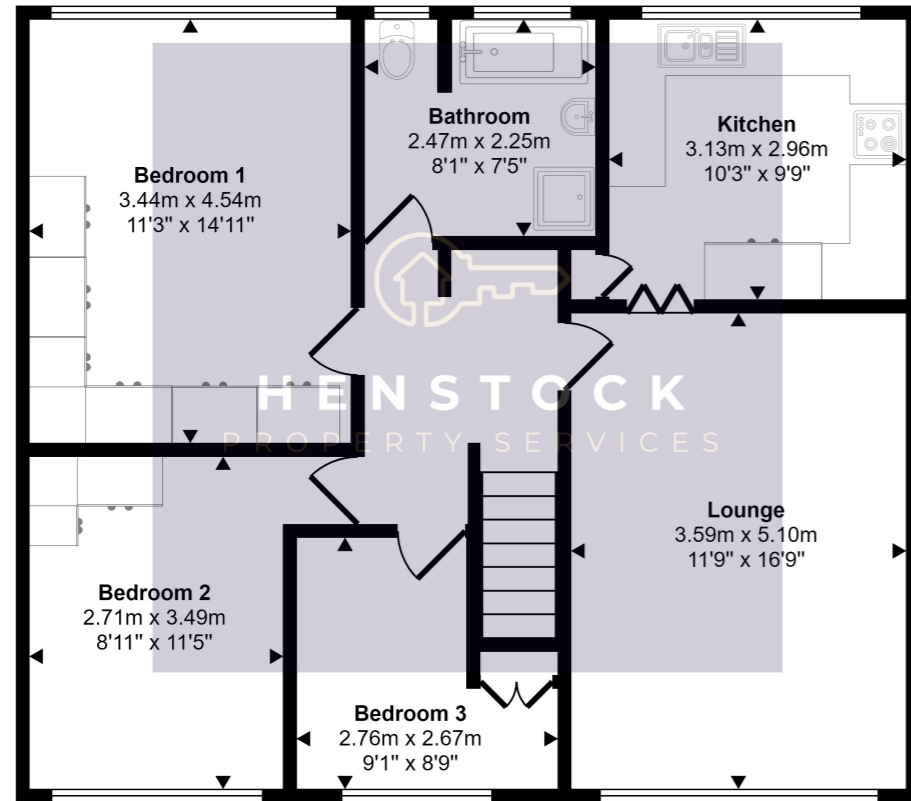 Bathroom
2.47m x 2.25m
8'1" x 7'5"
Kitchen
3.13m x 2.96m
10'3" x 9'9"
Bedroom 1
3.44m x 4.54m
11'3" x 14'11"
HENSTOCK
PROPERTY SERVICES
Lounge
3.59m x 5.10m
11'9" x 16'9"
Bedroom 2
2.71m x 3.49m
8'11" x 11'5"
Bedroom 3
2.76m x 2.67m
9'1" x 8'9"